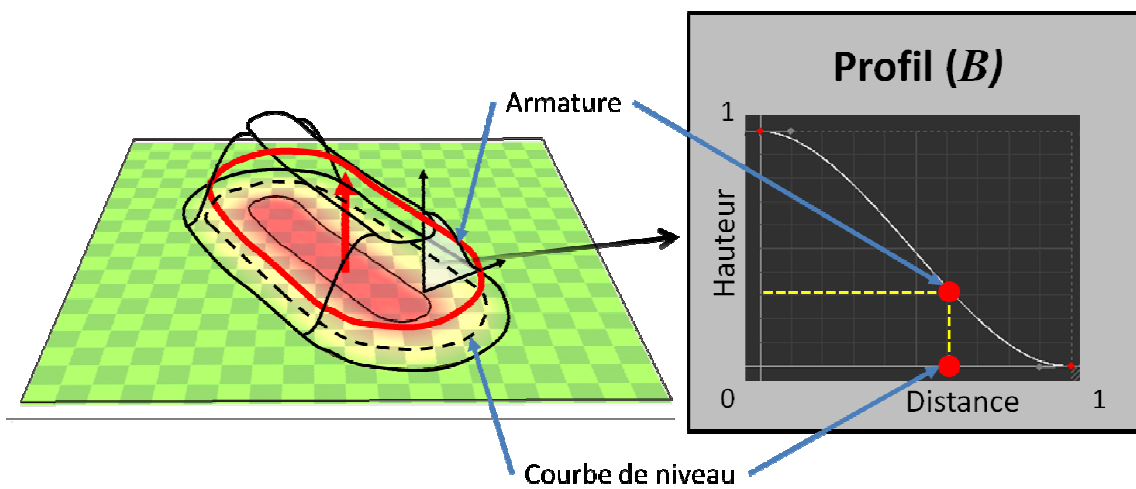 Profil (B)
Armature
1
Hauteur
0
Distance
1
Courbe de niveau